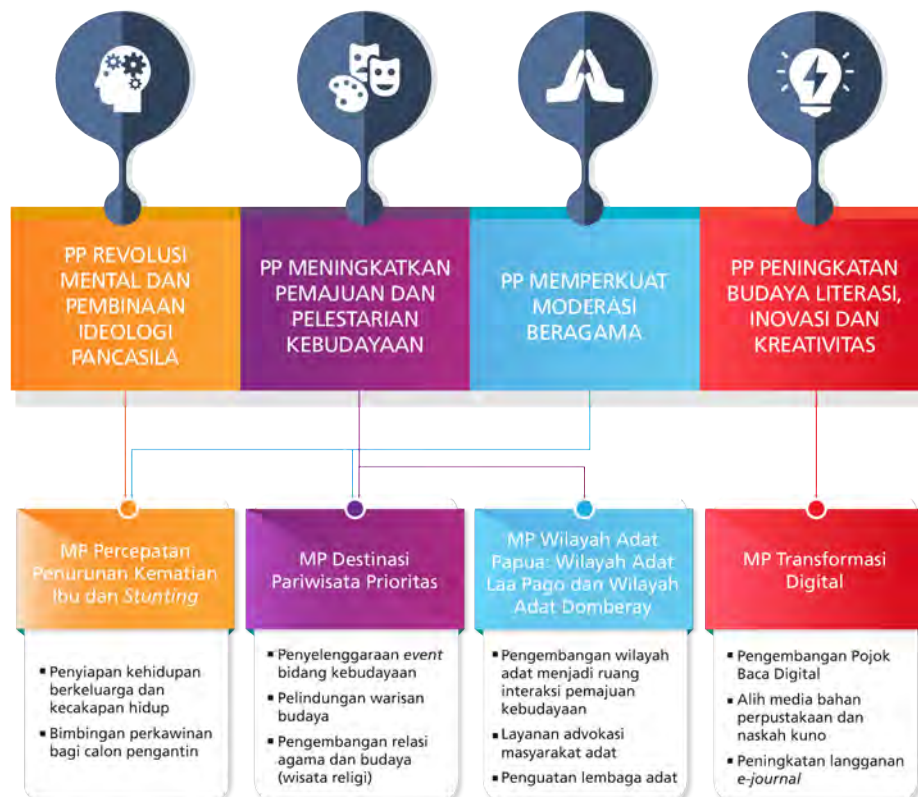 PP REVOLUSI
MENTAL DAN
PEMBINAAN
IDEOLOGI
PANCASILA
PP MENINGKATKAN
PEMAJUAN DAN
PELESTARIAN
KEBUDAYAAN
PP MEMPERKUAT
MODERASI
BERAGAMA
PP PENINGKATAN
BUDAYA LITERASI,
INOVASI DAN
KREATIVITAS
MP Percepatan
Penurunan Kematian
Ibu dan Stunting
▪ Penyiapan kehidupan
berkeluarga dan
kecakapan hidup
▪ Bimbingan perkawinan
bagi calon pengantin
MP Destinasi
Pariwisata Prioritas
▪ Penyelenggaraan event
bidang kebudayaan
▪ Pelindungan warisan
budaya
▪ Pengembangan relasi
agama dan budaya
(wisata religi)
MP Wilayah Adat
Papua: Wilayah Adat
Laa Pago dan Wilayah
Adat Domberay
▪ Pengembangan wilayah
adat menjadi ruang
interaksi pemajuan
kebudayaan
▪ Layanan advokasi
masyarakat adat
▪ Penguatan lembaga adat
MP Transformasi
Digital
▪ Pengembangan Pojok
Baca Digital
▪ Alih media bahan
perpustakaan dan
naskah kuno
▪ Peningkatan langganan
e-journal